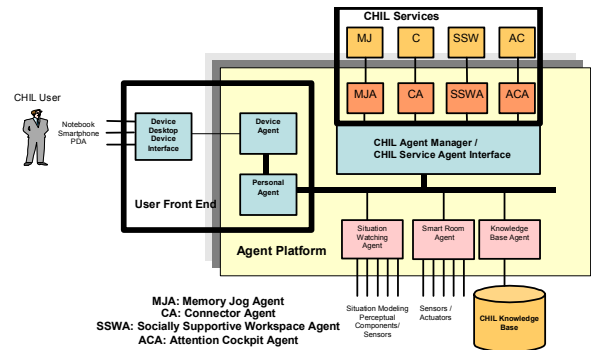 CHIL Services
MJ
C
SSW
AC
MJA
CA
SSWA
ACA
CHIL User
Notebook
Smartphone
PDA
Device
Desktop
Device
Interface
Device
Agent
CHIL Agent Manager /
CHIL Service Agent Interface
Personal
Agent
User Front End
Situation
Watching
Agent
Smart Room
Agent
Knowledge
Base Agent
Agent Platform
MJA: Memory Jog Agent
CA: Connector Agent
SSWA: Socially Supportive Workspace Agent
ACA: Attention Cockpit Agent
Situation Modeling
Perceptual
Components/
Sensors
Sensors /
Actuators
CHIL Knowledge
Base